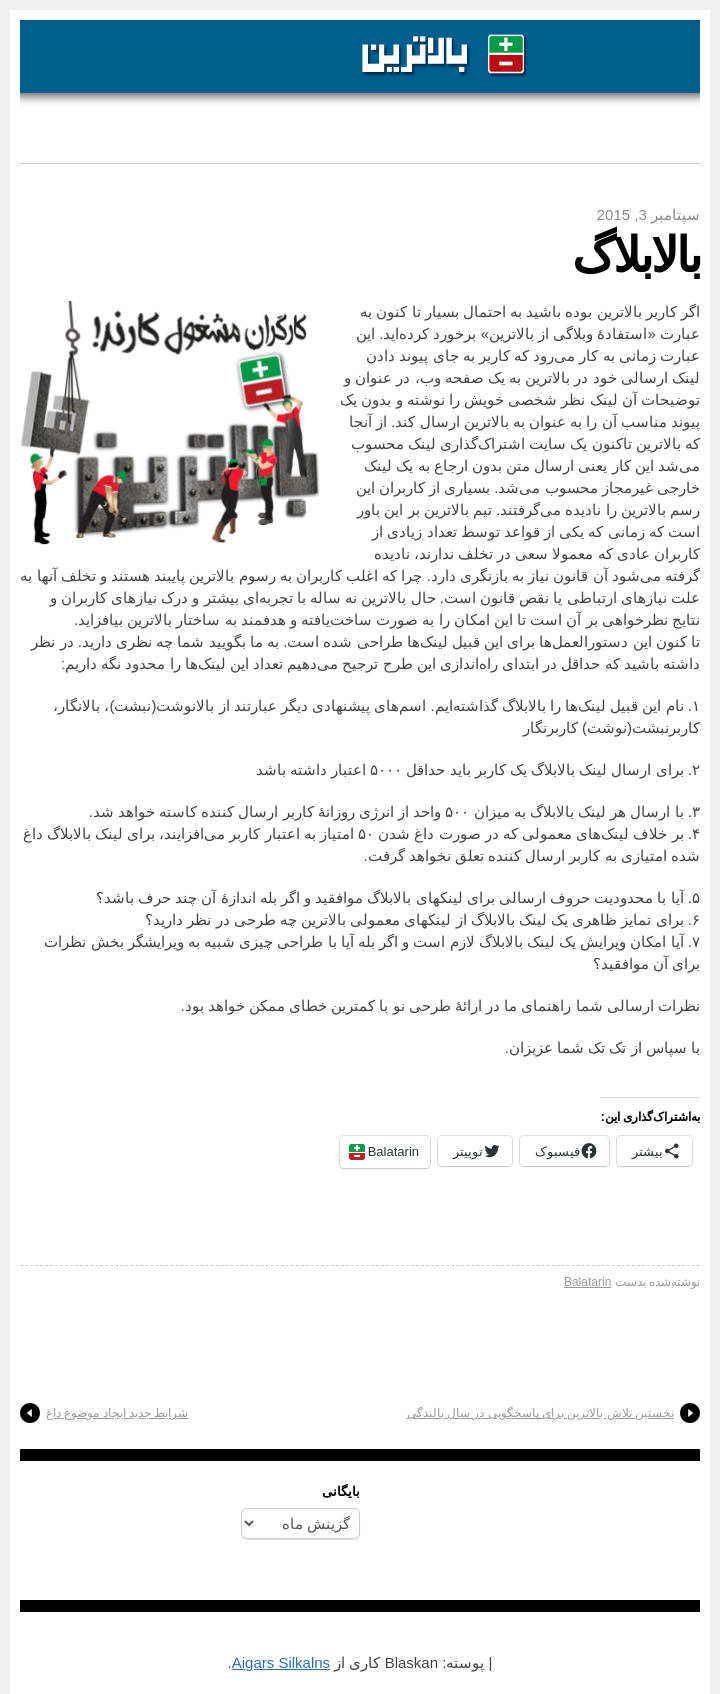 بالاترین
سپتامبر 3, 2015
بالابلاگ
کارگران مشغول کارند!
بالاترین ما
اگر کاربر بالاترین بوده باشید به احتمال بسیار تا کنون به
عبارت «استفادهٔ وبلاگی از بالاترین» برخورد کرده‌اید. این
عبارت زمانی به کار می‌رود که کاربر به جای پیوند دادن
لینک ارسالی خود در بالاترین به یک صفحه وب، در عنوان و
توضیحات آن لینک نظر شخصی خویش را نوشته و بدون یک
پیوند مناسب آن را به عنوان به بالاترین ارسال کند. از آنجا
که بالاترین تاکنون یک سایت اشتراک‌گذاری لینک محسوب
می‌شد این کار یعنی ارسال متن بدون ارجاع به یک لینک
خارجی غیرمجاز محسوب می‌شد. بسیاری از کاربران این
رسم بالاترین را نادیده می‌گرفتند. تیم بالاترین بر این باور
است که زمانی که یکی از قواعد توسط تعداد زیادی از
کاربران عادی که معمولا سعی در تخلف ندارند، نادیده
گرفته می‌شود آن قانون نیاز به بازنگری دارد. چرا که اغلب کاربران به رسوم بالاترین پایبند هستند و تخلف آنها به
علت نیازهای ارتباطی یا نقص قانون است. حال بالاترین نه ساله با تجربه‌ای بیشتر و درک نیازهای کاربران و
نتایج نظرخواهی بر آن است تا این امکان را به صورت ساخت‌یافته و هدفمند به ساختار بالاترین بیافزاید.
تا کنون این دستورالعمل‌ها برای این قبیل لینک‌ها طراحی شده است. به ما بگویید شما چه نظری دارید. در نظر
داشته باشید که حداقل در ابتدای راه‌اندازی این طرح ترجیح می‌دهیم تعداد این لینک‌ها را محدود نگه داریم:
۱. نام این قبیل لینک‌ها را بالابلاگ گذاشته‌ایم. اسم‌های پیشنهادی دیگر عبارتند از بالانوشت(نبشت)، بالانگار،
کاربرنبشت(نوشت) کاربرنگار
۲. برای ارسال لینک بالابلاگ یک کاربر باید حداقل ۵۰۰۰ اعتبار داشته باشد
۳. با ارسال هر لینک بالابلاگ به میزان ۵۰۰ واحد از انرژی روزانهٔ کاربر ارسال کننده کاسته خواهد شد.
۴. بر خلاف لینک‌های معمولی که در صورت داغ شدن ۵۰ امتیاز به اعتبار کاربر می‌افزایند، برای لینک بالابلاگ داغ
شده امتیازی به کاربر ارسال کننده تعلق نخواهد گرفت.
۵. آیا با محدودیت حروف ارسالی برای لینکهای بالابلاگ موافقید و اگر بله اندازهٔ آن چند حرف باشد؟
۶. برای تمایز ظاهری یک لینک بالابلاگ از لینکهای معمولی بالاترین چه طرحی در نظر دارید؟
۷. آیا امکان ویرایش یک لینک بالابلاگ لازم است و اگر بله آیا با طراحی چیزی شبیه به ویرایشگر بخش نظرات
برای آن موافقید؟
نظرات ارسالی شما راهنمای ما در ارائهٔ طرحی نو با کمترین خطای ممکن خواهد بود.
با سپاس از تک تک شما عزیزان.
به‌اشتراک‌گذاری این:
بیشتر فیسبوک توییتر Balatarin
نوشته‌شده بدست Balatarin
نخستین تلاش بالاترین برای پاسخگویی در سال بالندگی
شرایط جدید ایجاد موضوع داغ
بایگانی
گزینش ماه
| پوسته: Blaskan کاری از Aigars Silkalns.